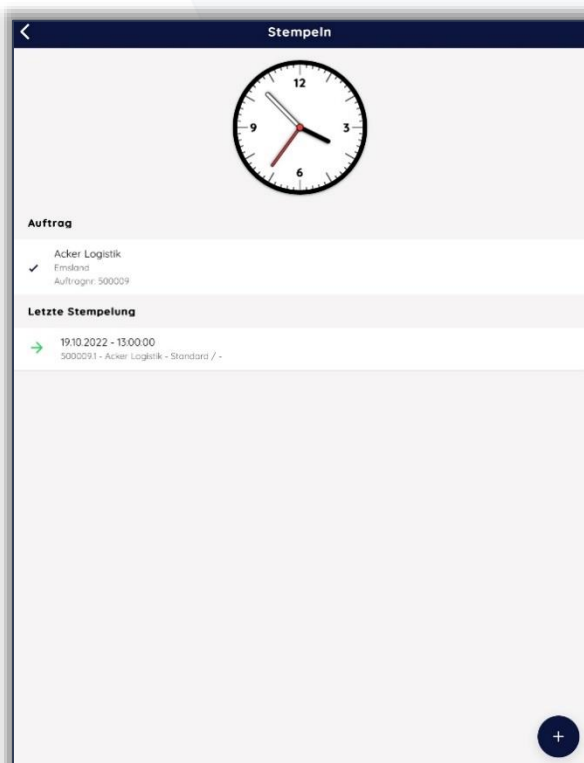 Stempeln
12
9
3
6
Auftrag
Acker Logistik
Emsland
Auftragnr: 500009
Letzte Stempelung
19.10.2022 - 13:00:00
500009.1 - Acker Logistik - Standard / -
+